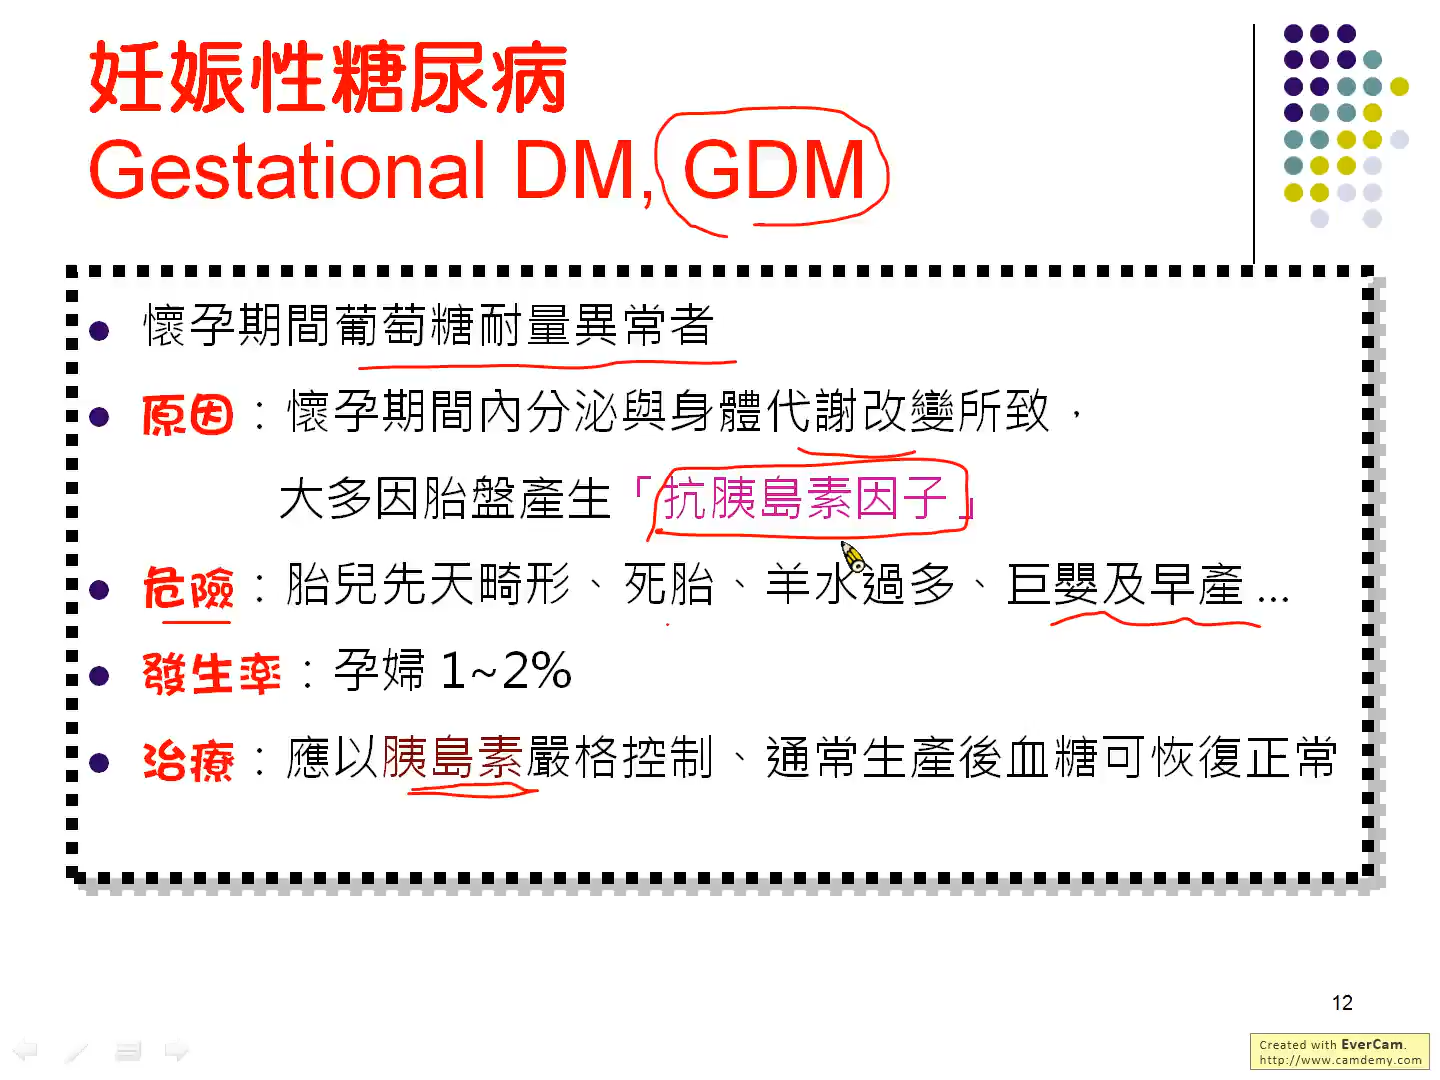 妊娠性糖尿病
Gestational DM, GDM
懷孕期間葡萄糖耐量異常者
原因：懷孕期間內分泌與身體代謝改變所致，
大多因胎盤產生「抗胰島素因子」
危險：胎兒先天畸形、死胎、羊水過多、巨嬰及早產...
發生率：孕婦1~2%
治療：應以胰島素嚴格控制、通常生產後血糖可恢復正常
12
Created with EverCam.
http://www.camdemy.com